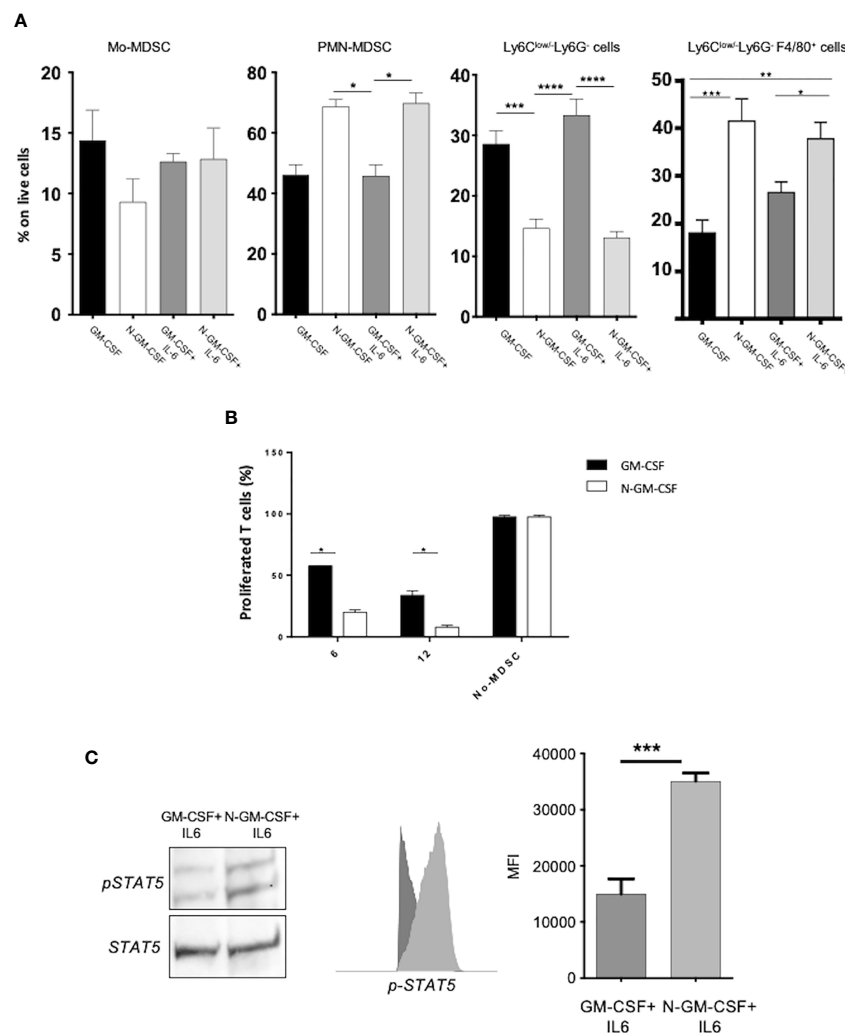 A
Mo-MDSC
PMN-MDSC
Ly6Clow/-Ly6G- cells
Ly6Clow/-Ly6G- F4/80+ cells
% on live cells
20
15
10
5
0
GM-CSF
N-GM-CSF
GM-CSF+
IL-6
N-GM-CSF+
IL-6
80
60
40
20
0
*
*
GM-CSF
N-GM-CSF
GM-CSF+
IL-6
N-GM-CSF+
IL-6
40
30
20
10
0
***
****
****
GM-CSF
N-GM-CSF
GM-CSF+
IL-6
N-GM-CSF+
IL-6
50
40
30
20
10
**
***
*
GM-CSF
N-GM-CSF
GM-CSF+
IL-6
N-GM-CSF+
IL-6
B
Proliferated T cells (%)
150
100
50
0
*
*
6
12
No-MDSC
GM-CSF
N-GM-CSF
C
GM-CSF+ N-GM-CSF+
IL6 IL6
pSTAT5
STAT5
p-STAT5
MFI
40000
30000
20000
10000
0
***
GM-CSF+ N-GM-CSF+
IL6 IL6